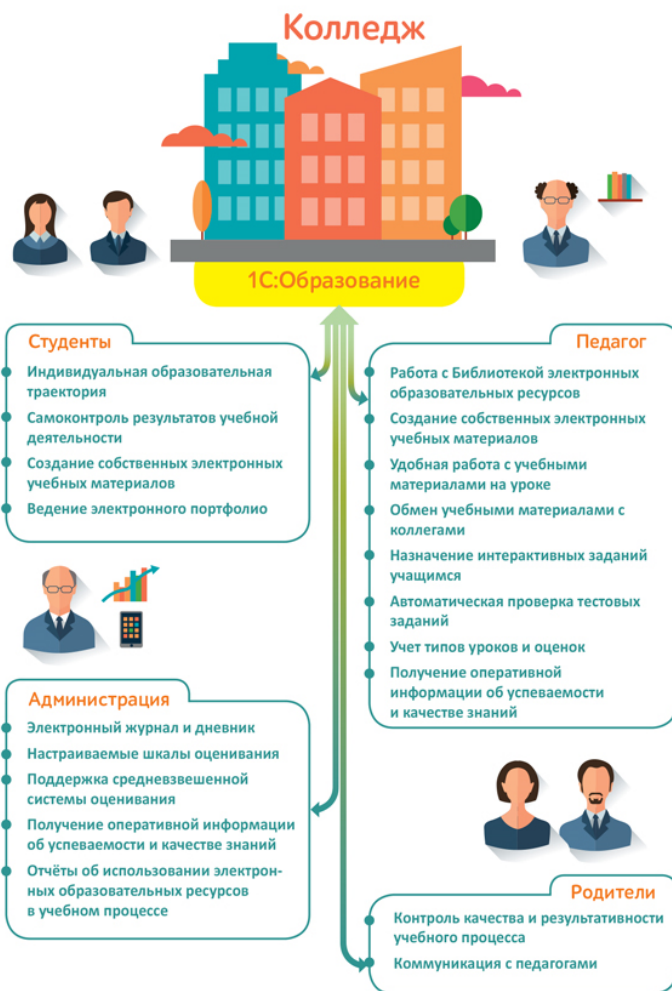 Колледж
1С:Образование
Студенты
Индивидуальная образовательная
траектория
Самоконтроль результатов учебной
деятельности
Создание собственных электронных
учебных материалов
Ведение электронного портфолио
Педагог
Работа с Библиотекой электронных
образовательных ресурсов
Создание собственных электронных
учебных материалов
Удобная работа с учебными
материалами на уроке
Обмен учебными материалами с
коллегами
Назначение интерактивных заданий
учащимся
Автоматическая проверка тестовых
заданий
Учет типов уроков и оценок
Получение оперативной
информации об успеваемости
и качестве знаний
Администрация
Электронный журнал и дневник
Настраиваемые шкалы оценивания
Поддержка средневзвешенной
системы оценивания
Получение оперативной информации
об успеваемости и качестве знаний
Отчёты об использовании электрон-
ных образовательных ресурсов
в учебном процессе
Родители
Контроль качества и результативности
учебного процесса
Коммуникация с педагогами